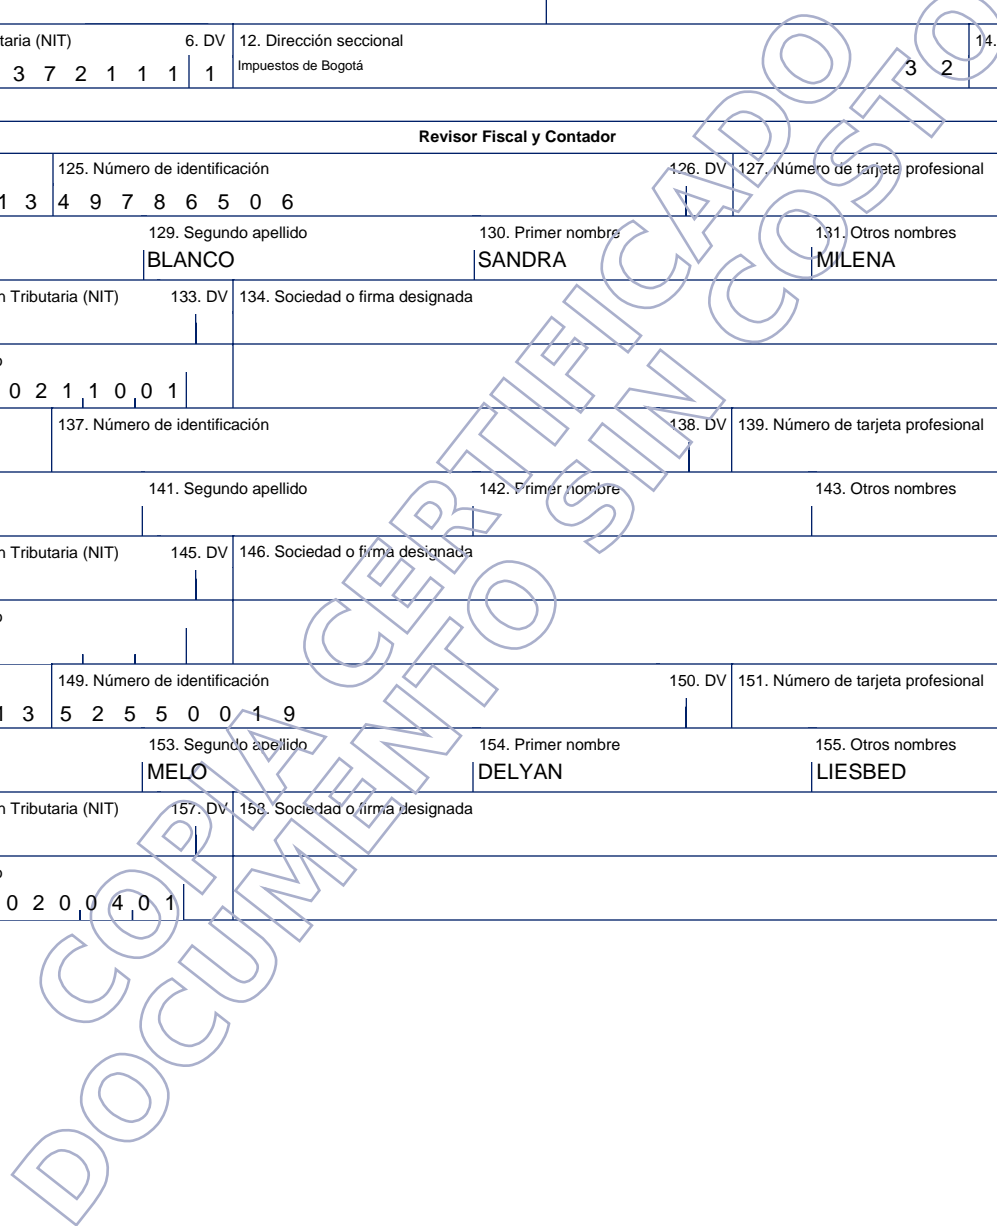 taria (NIT) 6. DV 12. Dirección seccional 14.
3 7 2 1 1 1 1 Impuestos de Bogotá 3 2
Revisor Fiscal y Contador
125. Número de identificación 126. DV 127. Número de tarjeta profesional
1 3 4 9 7 8 6 5 0 6
129. Segundo apellido 130. Primer nombre 131. Otros nombres
BLANCO SANDRA MILENA
n Tributaria (NIT) 133. DV 134. Sociedad o firma designada
o
0 2 1 1 0 0 1
137. Número de identificación 138. DV 139. Número de tarjeta profesional
141. Segundo apellido 142. Primer nombre 143. Otros nombres
n Tributaria (NIT) 145. DV 146. Sociedad o firma designada
o
149. Número de identificación 150. DV 151. Número de tarjeta profesional
1 3 5 2 5 5 0 0 1 9
153. Segundo apellido 154. Primer nombre 155. Otros nombres
MELO DELYAN LIESBED
n Tributaria (NIT) 157. DV 158. Sociedad o firma designada
o
0 2 0 0 4 0 1
COPIA CERTIFICADO
DOCUMENTO SIN COSTO